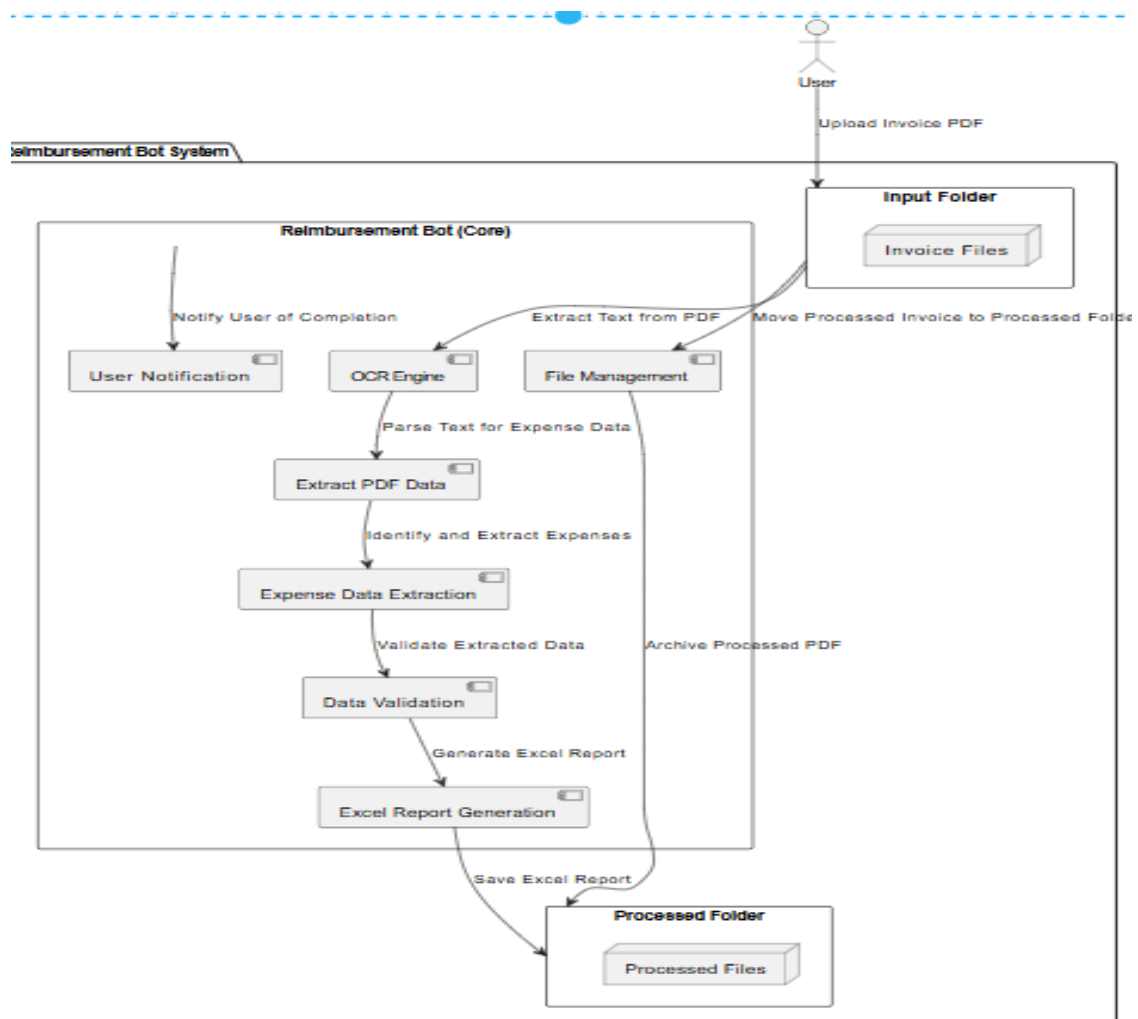 User
Upload Invoice PDF
Reimbursement Bot System
Input Folder
Invoice Files
Reimbursement Bot (Core)
Notify User of Completion
Extract Text from PDF
Move Processed Invoice to Processed Folde
User Notification
OCR Engine
File Management
Parse Text for Expense Data
Extract PDF Data
Identify and Extract Expenses
Expense Data Extraction
Validate Extracted Data
Archive Processed PDF
Data Validation
Generate Excel Report
Excel Report Generation
Save Excel Report
Processed Folder
Processed Files